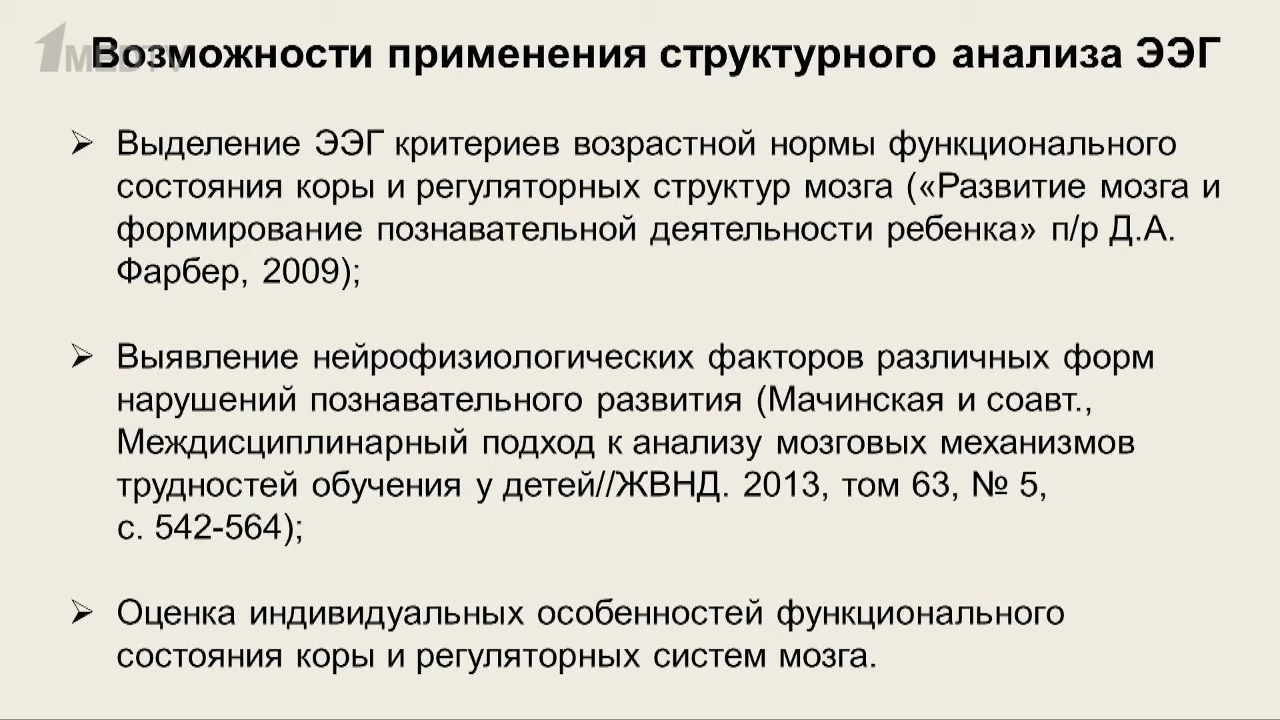 1MEDTV
Возможности применения структурного анализа ЭЭГ
Выделение ЭЭГ критериев возрастной нормы функционального
состояния коры и регуляторных структур мозга («Развитие мозга и
формирование познавательной деятельности ребенка» п/р Д.А.
Фарбер, 2009);
Выявление нейрофизиологических факторов различных форм
нарушений познавательного развития (Мачинская и соавт.,
Междисциплинарный подход к анализу мозговых механизмов
трудностей обучения у детей//ЖВНД. 2013, том 63, № 5,
с. 542-564);
Оценка индивидуальных особенностей функционального
состояния коры и регуляторных систем мозга.